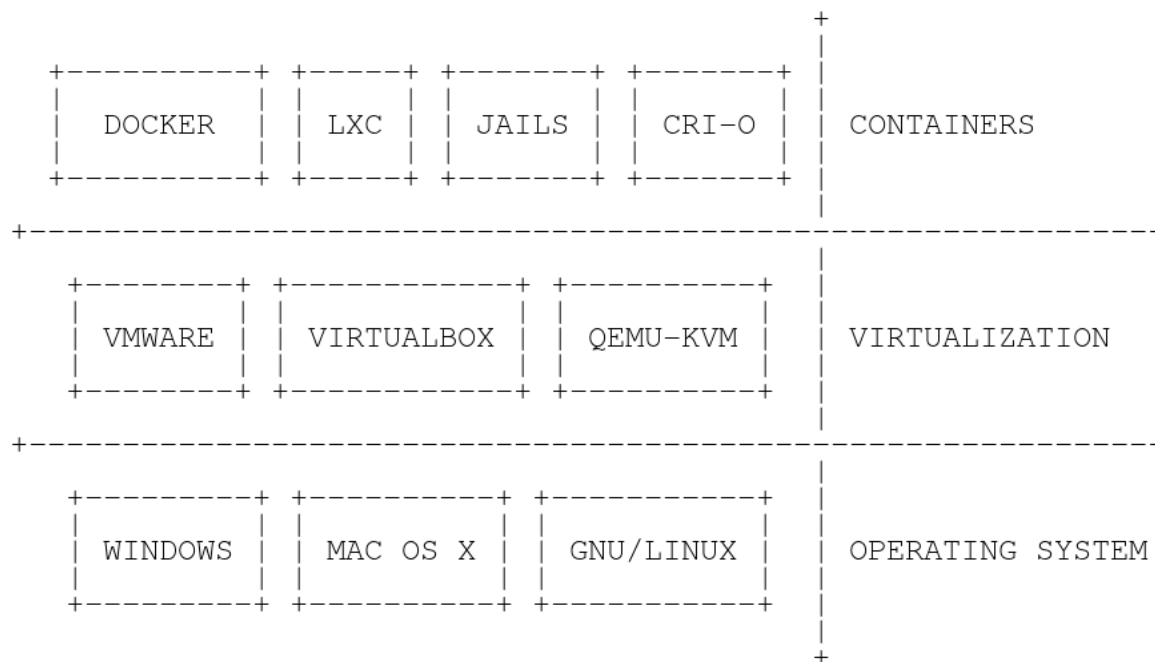 DOCKER LXC JAILS CRI-O CONTAINERS
VMWARE VIRTUALBOX QEMU-KVM VIRTUALIZATION
WINDOWS MAC OS X GNU/LINUX OPERATING SYSTEM